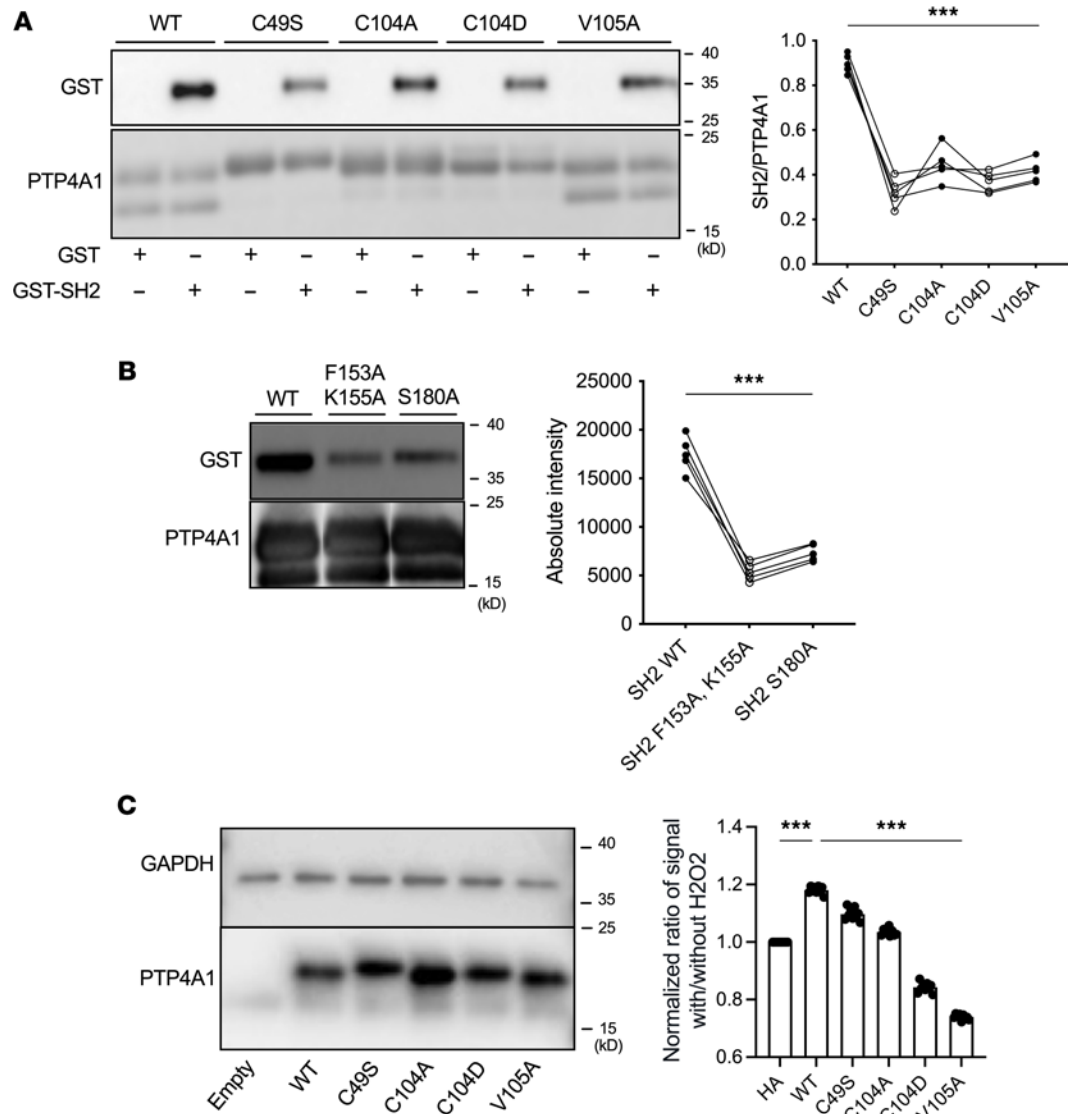 A
WT C49S C104A C104D V105A
GST
PTP4A1
40
35
25
25
15
(kD)
GST + – + – + – + – + –
GST-SH2 – + – + – + – + – +
***
SH2/PTP4A1
1.0
0.8
0.6
0.4
0.2
0.0
WT C49S C104A C104D V105A
B
WT F153A K155A S180A
GST
PTP4A1
40
35
25
15
(kD)
***
Absolute intensity
25000
20000
15000
10000
5000
0
SH2 WT
SH2 F153A, K155A
SH2 S180A
C
GAPDH
PTP4A1
40
35
25
15
(kD)
Empty WT C49S C104A C104D V105A
*** ***
Normalized ratio of signal
with/without H2O2
1.4
1.2
1.0
0.8
0.6
HA WT C49S C104A C104D V105A